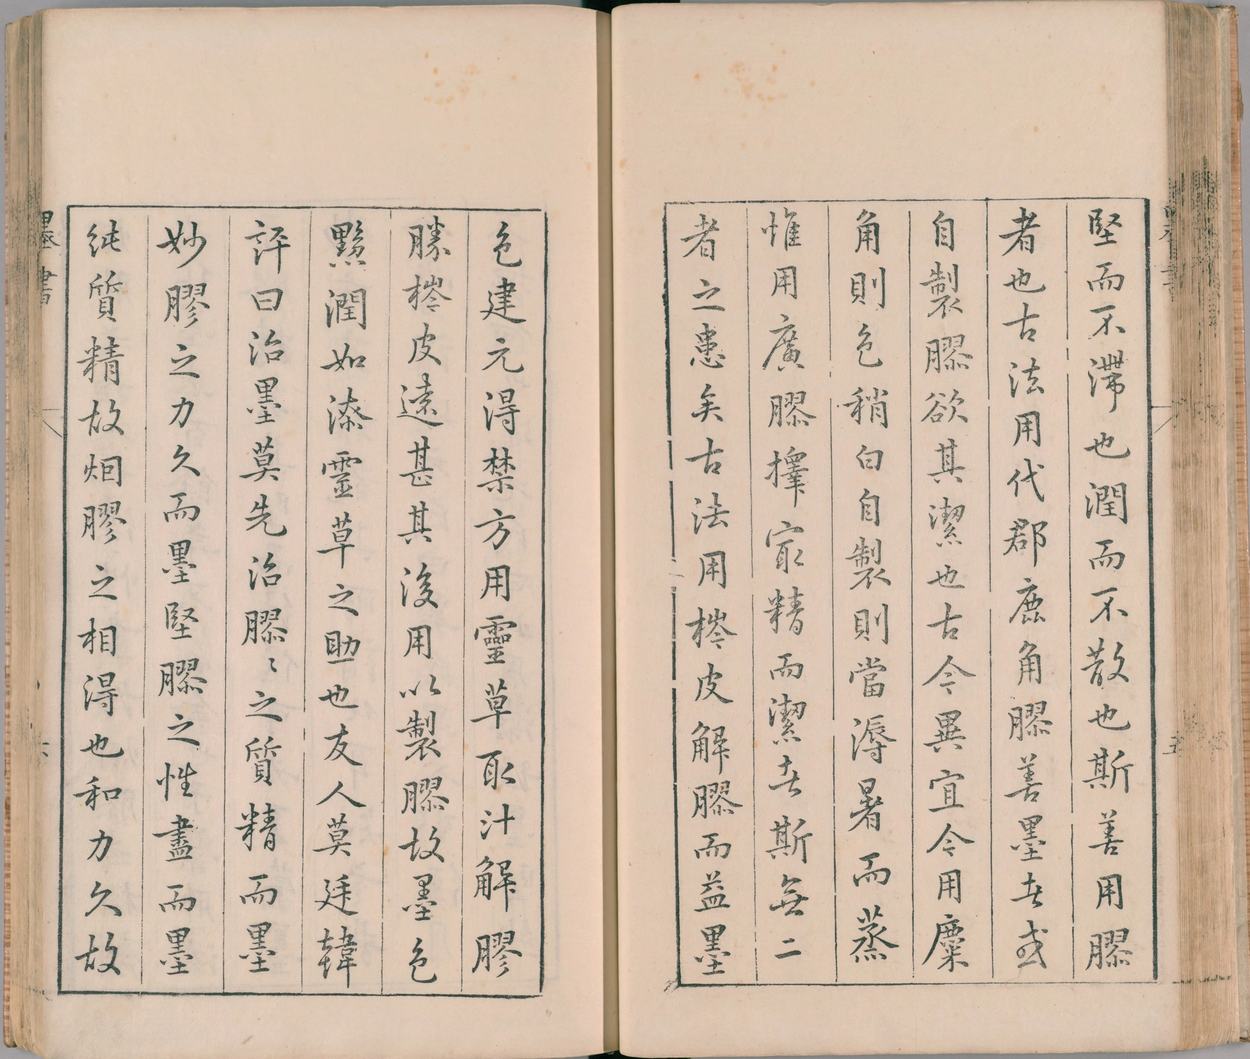 堅而不滯也潤而不散也斯善用膠
者也古法用代郡鹿角膠善墨者或
自製膠欲其潔也古今異宜今用麋
角則色稍白自製則當溽暑而蒸
惟用廣膠擇冣精而潔者斯無二
者之患矣古法用梣皮解膠而益墨
色建元得禁方用靈草取汁解膠
勝梣皮遠甚其後用以製膠故墨色
黟潤如漆靈草之助也友人莫廷韓
評曰治墨莫先治膠〻之質精而墨
妙膠之力久而墨堅膠之性盡而墨
純質精故烟膠之相得也和力久故
墨書
六
五